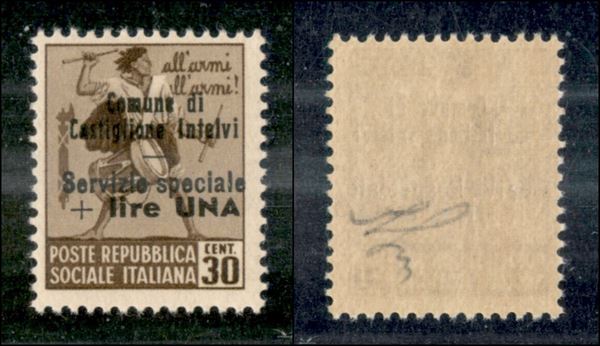 all'armi
all'armi!
Comune di
Castiglione Intelvi
Servizio speciale
+ lire UNA
POSTE REPUBBLICA
SOCIALE ITALIANA
CENT.
30